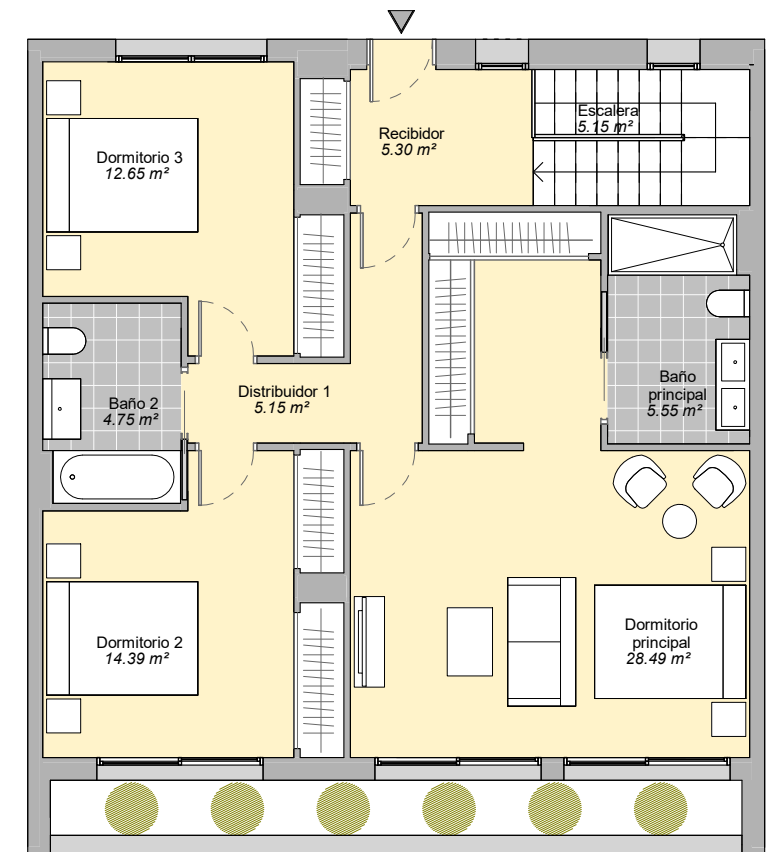 Escalera
5.15 m²
Recibidor
5.30 m²
Dormitorio 3
12.65 m²
Distribuidor 1
5.15 m²
Baño 2
4.75 m²
Baño
principal
5.55 m²
Dormitorio 2
14.39 m²
Dormitorio
principal
28.49 m²